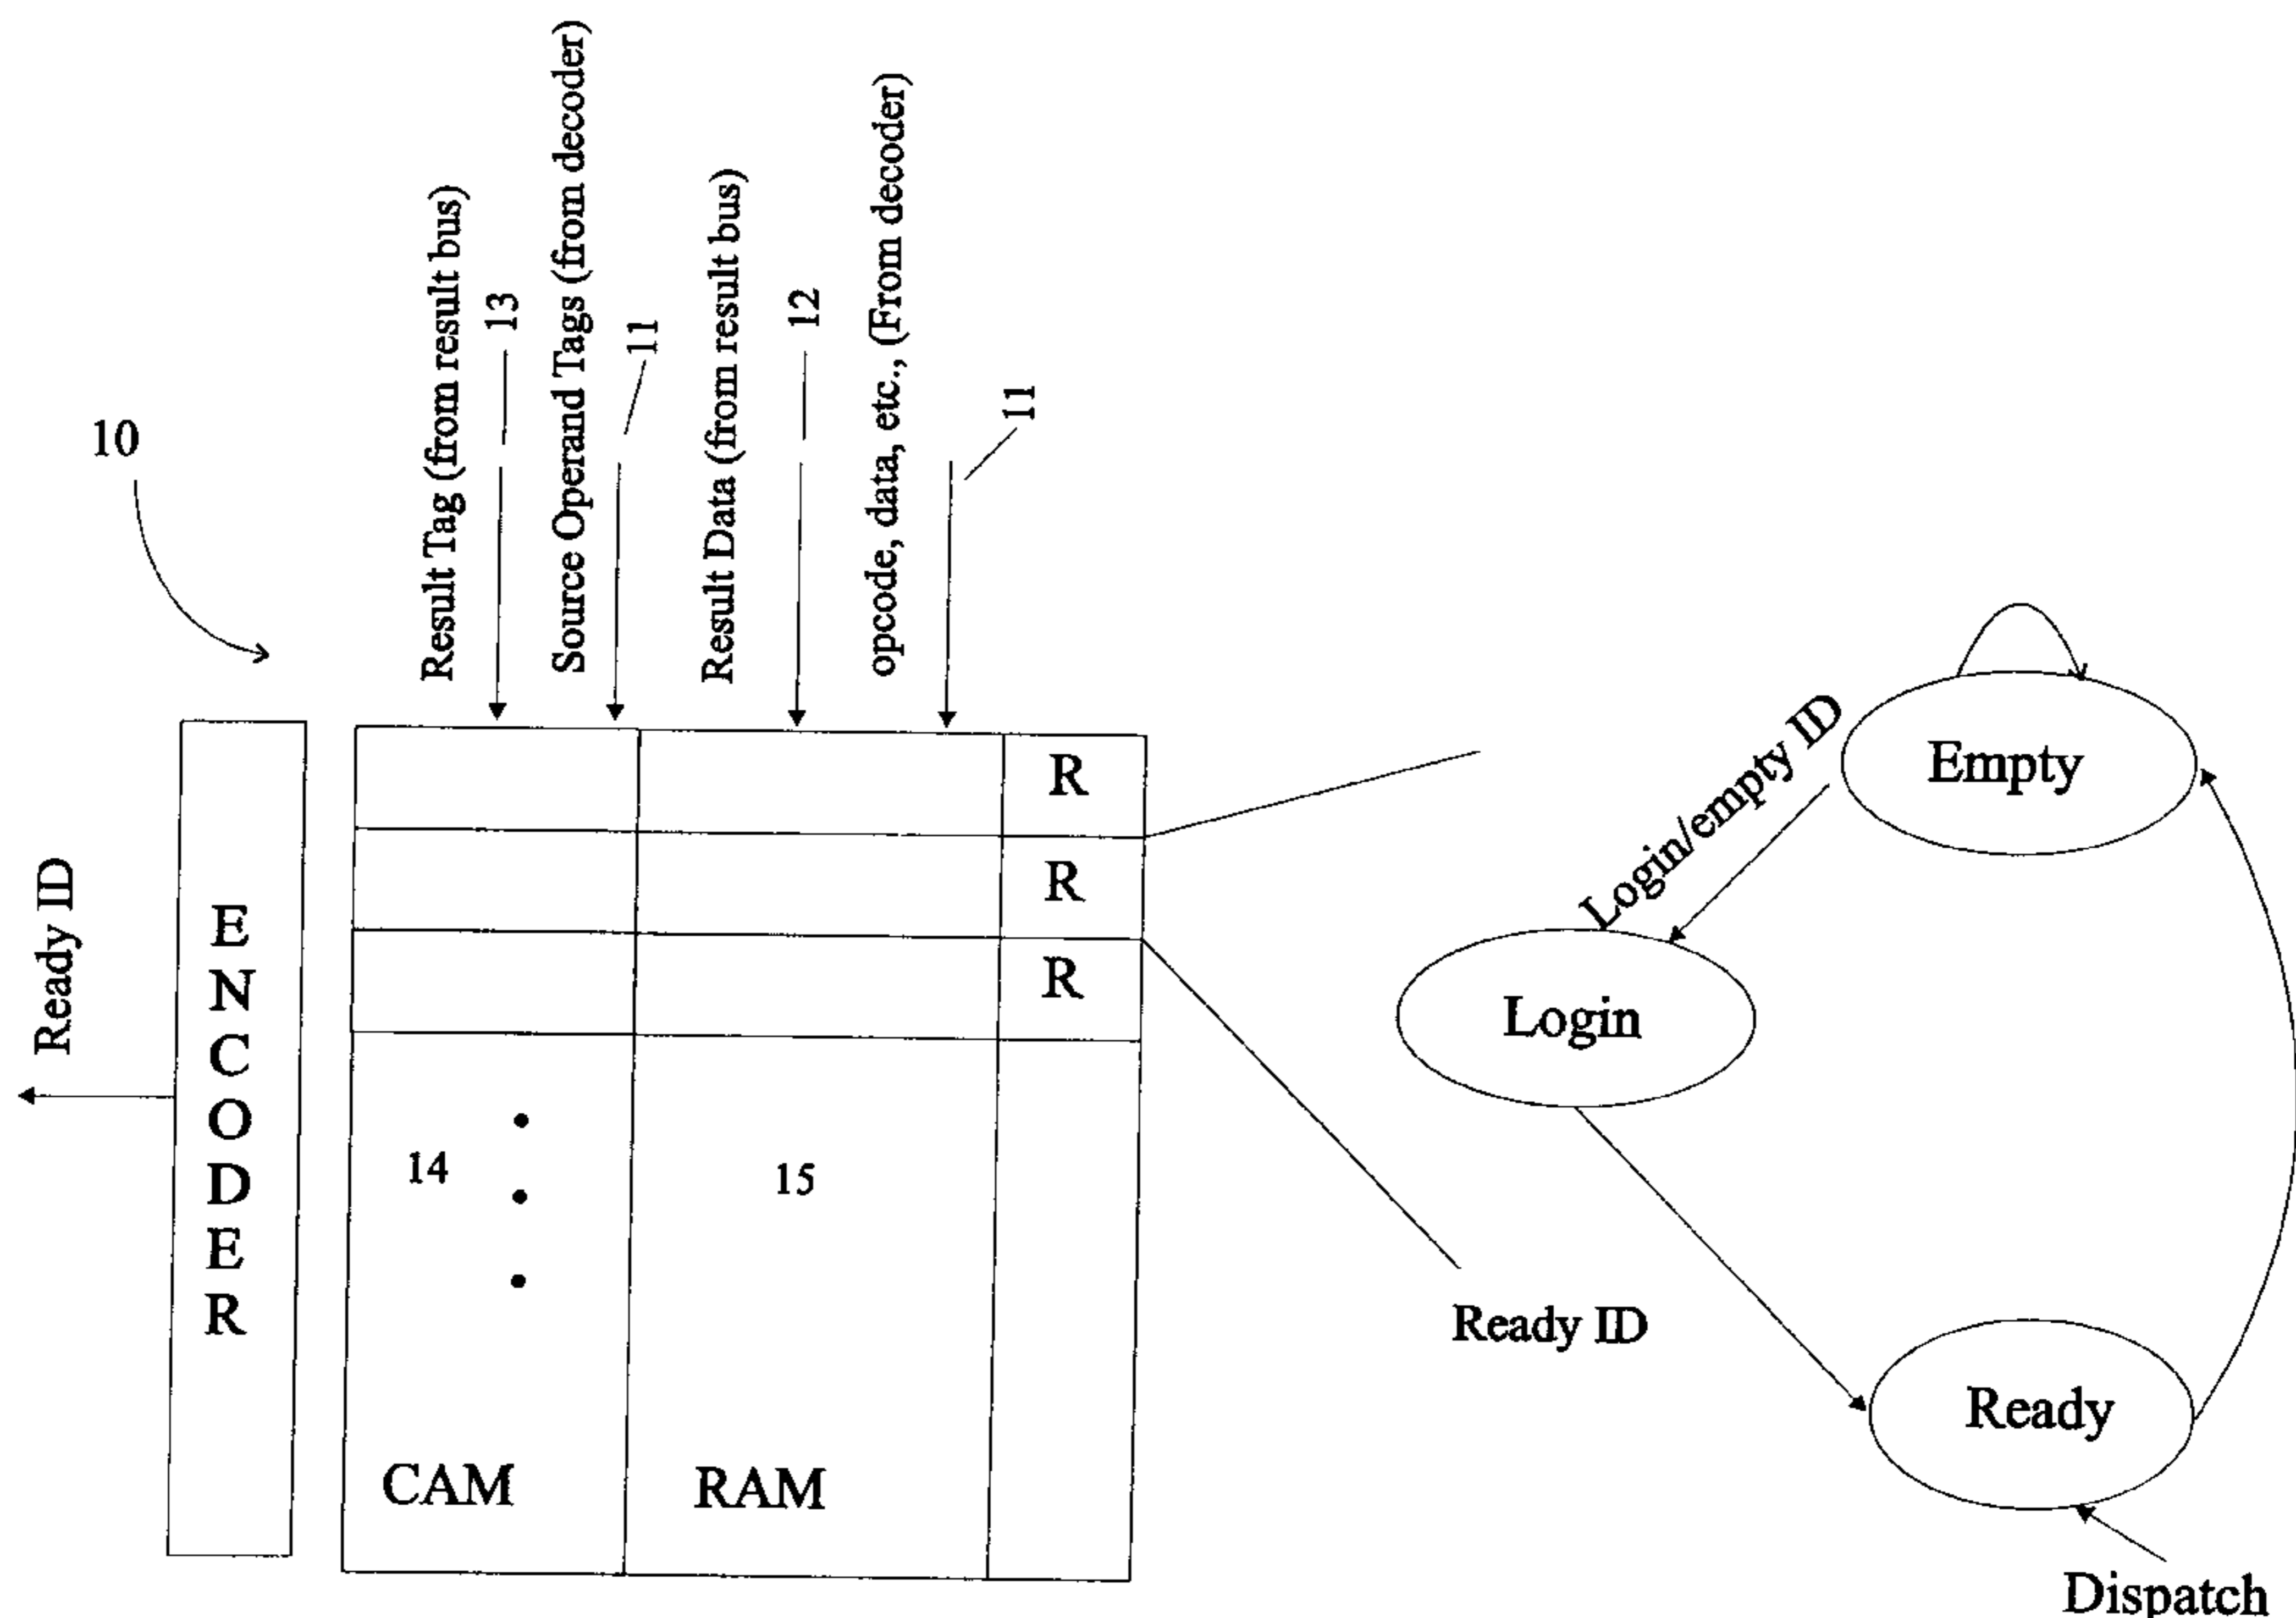 10
Result Tag (from result bus)
13
Source Operand Tags (from decoder)
11
Result Data (from result bus)
12
opcode, data, etc., (From decoder)
11
Ready ID
ENCODER
R
R
R
14
15
CAM
RAM
Empty
Login/empty ID
Login
Ready ID
Ready
Dispatch